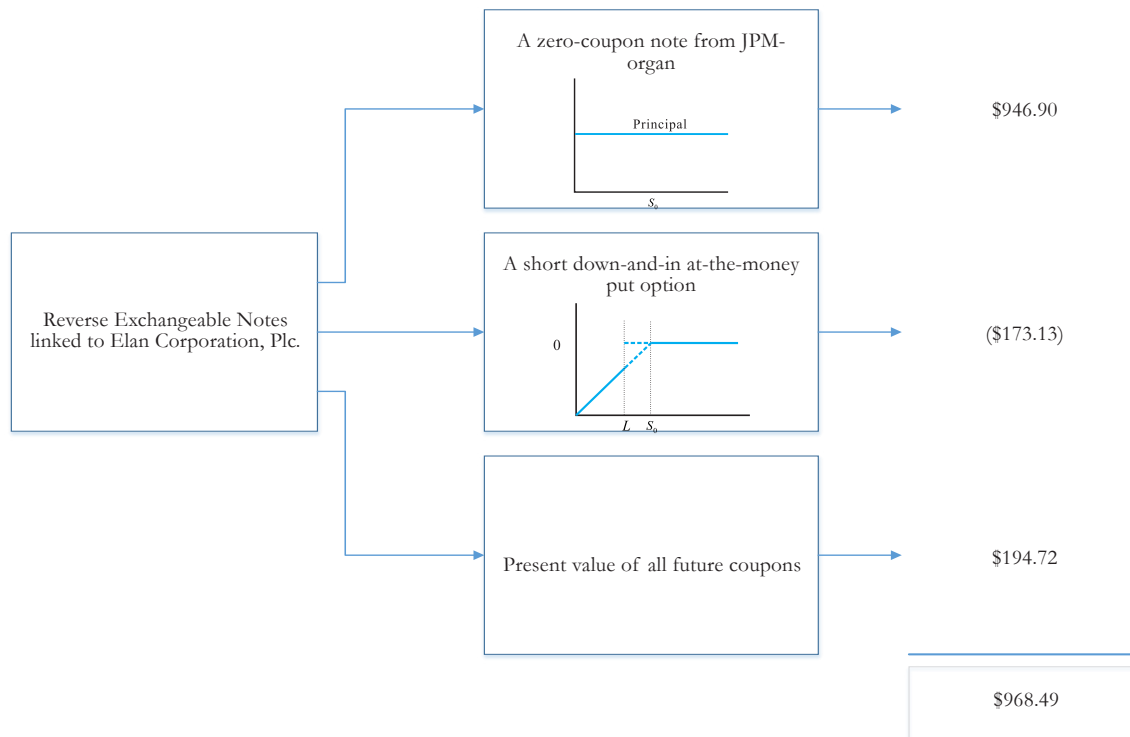 A zero-coupon note from JPM-
organ
Principal
S₀
$946.90
Reverse Exchangeable Notes
linked to Elan Corporation, Plc.
A short down-and-in at-the-money
put option
0
L S₀
($173.13)
Present value of all future coupons
$194.72
$968.49